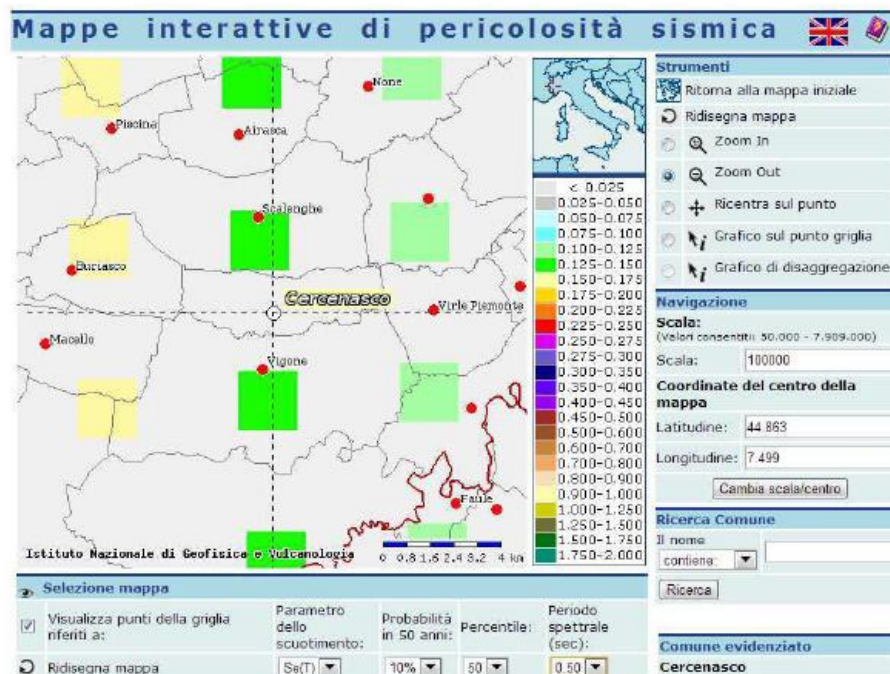 Mappe interattive di pericolosità sismica
None
Piscina
Airasca
Scalenghe
Buriasco
Cercenasco
Virle Piemonte
Macello
Vigone
Faule
Istituto Nazionale di Geofisica e Vulcanologia
0 0.8 1.6 2.4 3.2 4 km
< 0.025
0.025-0.050
0.050-0.075
0.075-0.100
0.100-0.125
0.125-0.150
0.150-0.175
0.175-0.200
0.200-0.225
0.225-0.250
0.250-0.275
0.275-0.300
0.300-0.350
0.350-0.400
0.400-0.450
0.450-0.500
0.500-0.600
0.600-0.700
0.700-0.800
0.800-0.900
0.900-1.000
1.000-1.250
1.250-1.500
1.500-1.750
1.750-2.000
Strumenti
Ritorna alla mappa iniziale
Ridisegna mappa
Zoom In
Zoom Out
Ricentra sul punto
Grafico sul punto griglia
Grafico di disaggregazione
Navigazione
Scala:
(Valori consentiti: 50.000 - 7.909.000)
Scala: 100000
Coordinate del centro della
mappa
Latitudine: 44.863
Longitudine: 7.499
Cambia scala/centro
Ricerca Comune
Il nome
contiene:
Ricerca
Comune evidenziato
Cercenasco
Selezione mappa
Visualizza punti della griglia
riferiti a:
Parametro
dello
scuotimento:
Probabilità
in 50 anni:
Percentile:
Periodo
spettrale
(sec):
Ridisegna mappa
Se(T)
10%
50
0.50